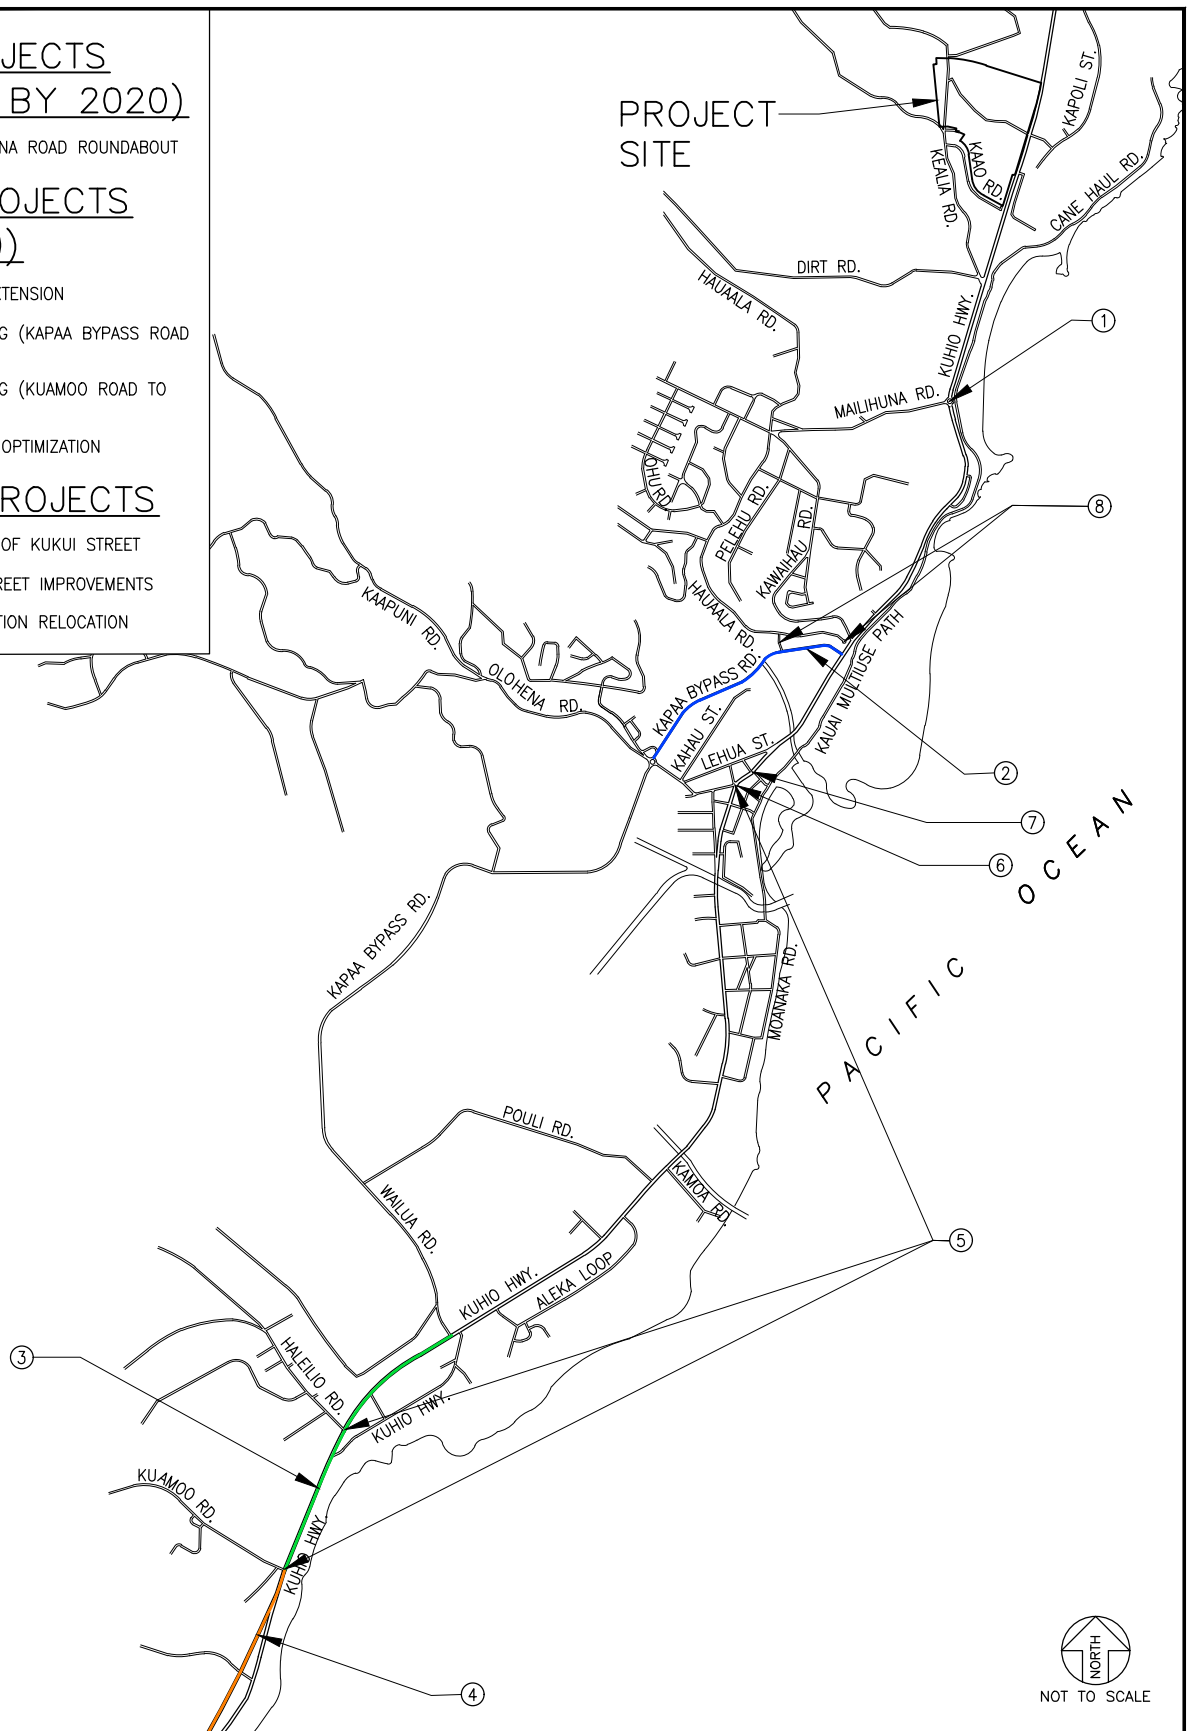 JECTS
BY 2020)
NA ROAD ROUNDABOUT
OJECTS
))
TENSION
G (KAPAA BYPASS ROAD
G (KUAMOO ROAD TO
OPTIMIZATION
ROJECTS
OF KUKUI STREET
REET IMPROVEMENTS
TION RELOCATION
PROJECT
SITE
KAPOLI ST.
KAAO RD.
KEALIA RD.
CANE HAUL RD.
DIRT RD.
HAUAALA RD.
KUHIO HWY.
1
MAILIHUNA RD.
OHU RD.
PELEHU RD.
KAWAIHAU RD.
8
HAUAALA RD.
KAAPUNI RD.
OLOHENA RD.
KAPAA BYPASS RD.
KAUAI MULTIUSE PATH
KAHAU ST.
LEHUA ST.
2
7
6
PACIFIC OCEAN
KAPAA BYPASS RD.
MOANAKA RD.
POULI RD.
KAMOA RD.
WAILUA RD.
5
KUHIO HWY.
ALEKA LOOP
3
HALEILIO RD.
KUHIO HWY.
KUAMOO RD.
KUHIO HWY.
4
NORTH
NOT TO SCALE